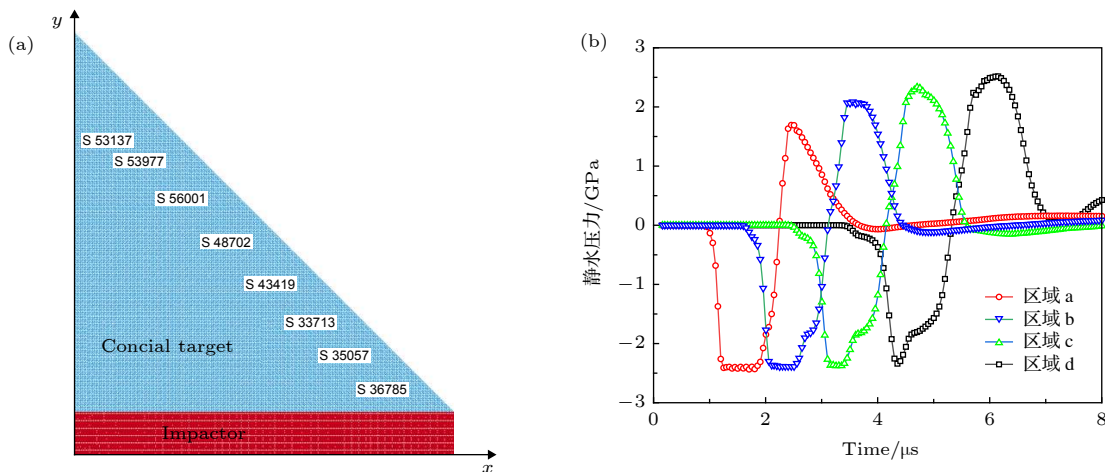 (a)
y
S 53137
S 53977
S 56001
S 48702
S 43419
S 33713
S 35057
S 36785
Concial target
Impactor
x
(b)
静水压力/GPa
3
2
1
0
−1
−2
−3
0
2
4
6
8
Time/μs
区域 a
区域 b
区域 c
区域 d